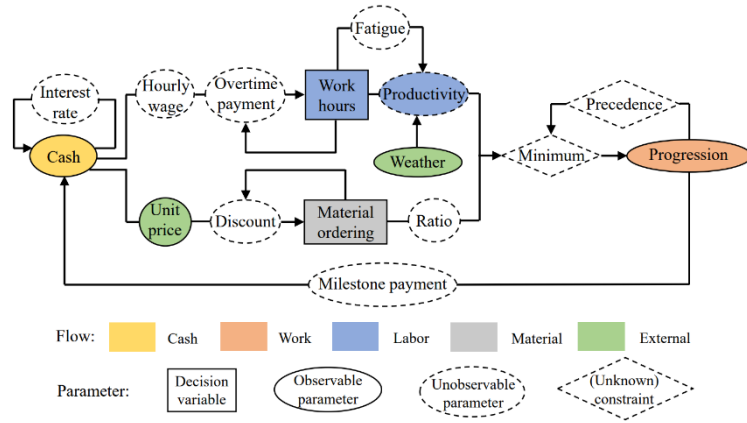 Fatigue
Interest
rate
Hourly
wage
Overtime
payment
Work
hours
Productivity
Precedence
Cash
Weather
Minimum
Progression
Unit
price
Discount
Material
ordering
Ratio
Milestone payment
Flow: Cash Work Labor Material External
Parameter:
Decision
variable
Observable
parameter
Unobservable
parameter
(Unknown)
constraint